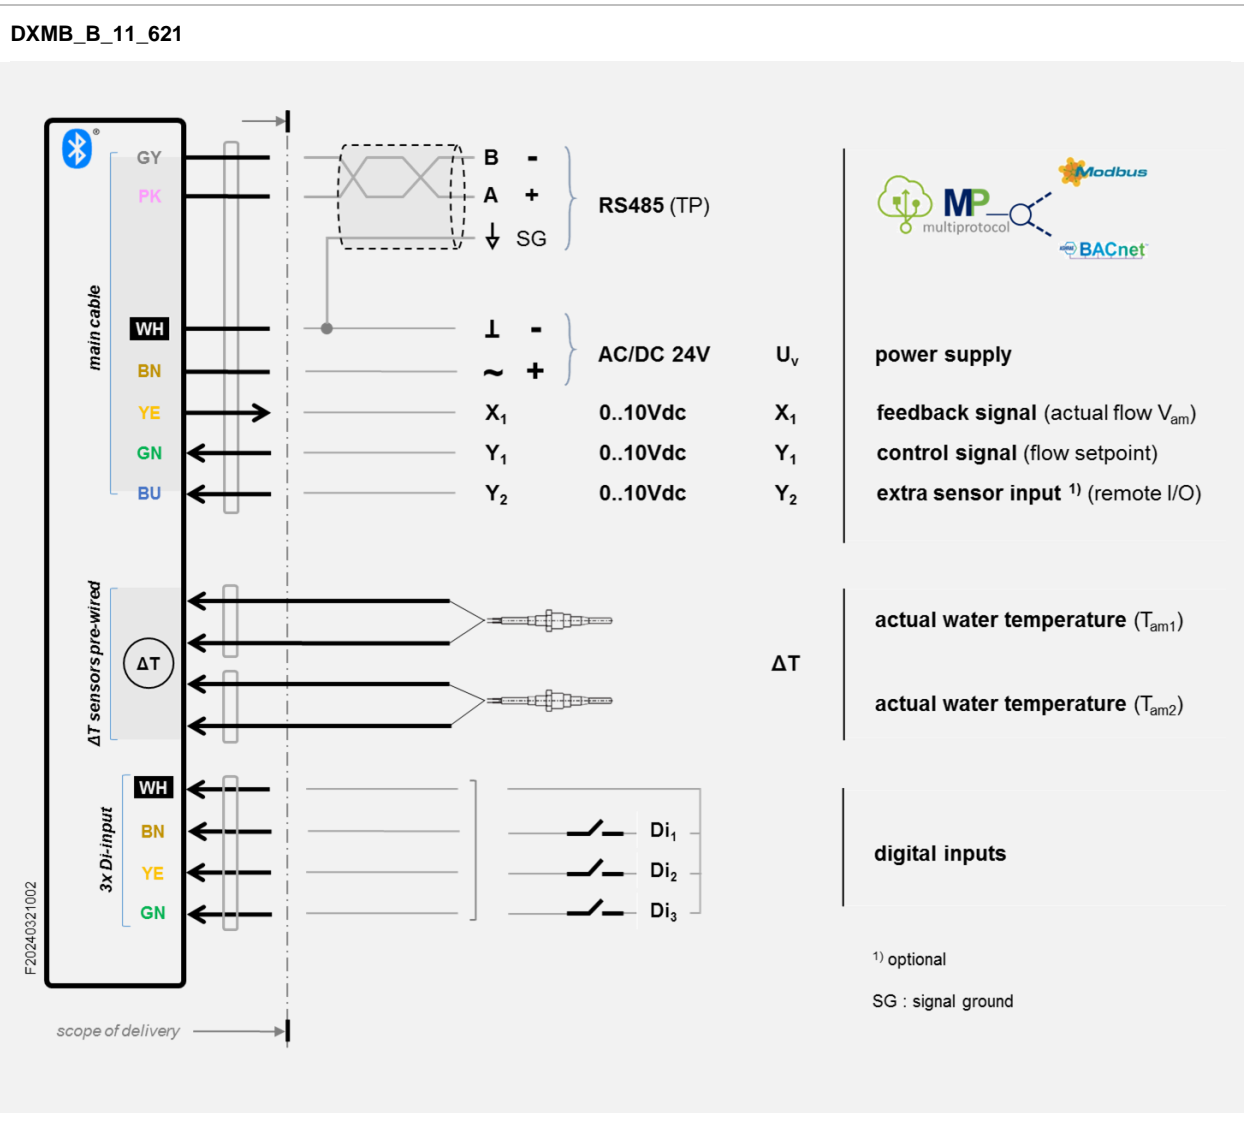 DXMB_B_11_621
®
GY B -
PK A + RS485 (TP)
SG
Modbus
MP
multiprotocol
BACnet
main cable
WH ⊥ -
AC/DC 24V Uv power supply
BN ~ +
YE X1 0..10Vdc X1 feedback signal (actual flow Vam)
GN Y1 0..10Vdc Y1 control signal (flow setpoint)
BU Y2 0..10Vdc Y2 extra sensor input 1) (remote I/O)
ΔT sensors pre-wired
ΔT
ΔT
actual water temperature (Tam1)
actual water temperature (Tam2)
3x Di-input
WH
BN Di1
YE Di2
GN Di3
digital inputs
F20240321002
1) optional
SG : signal ground
scope of delivery